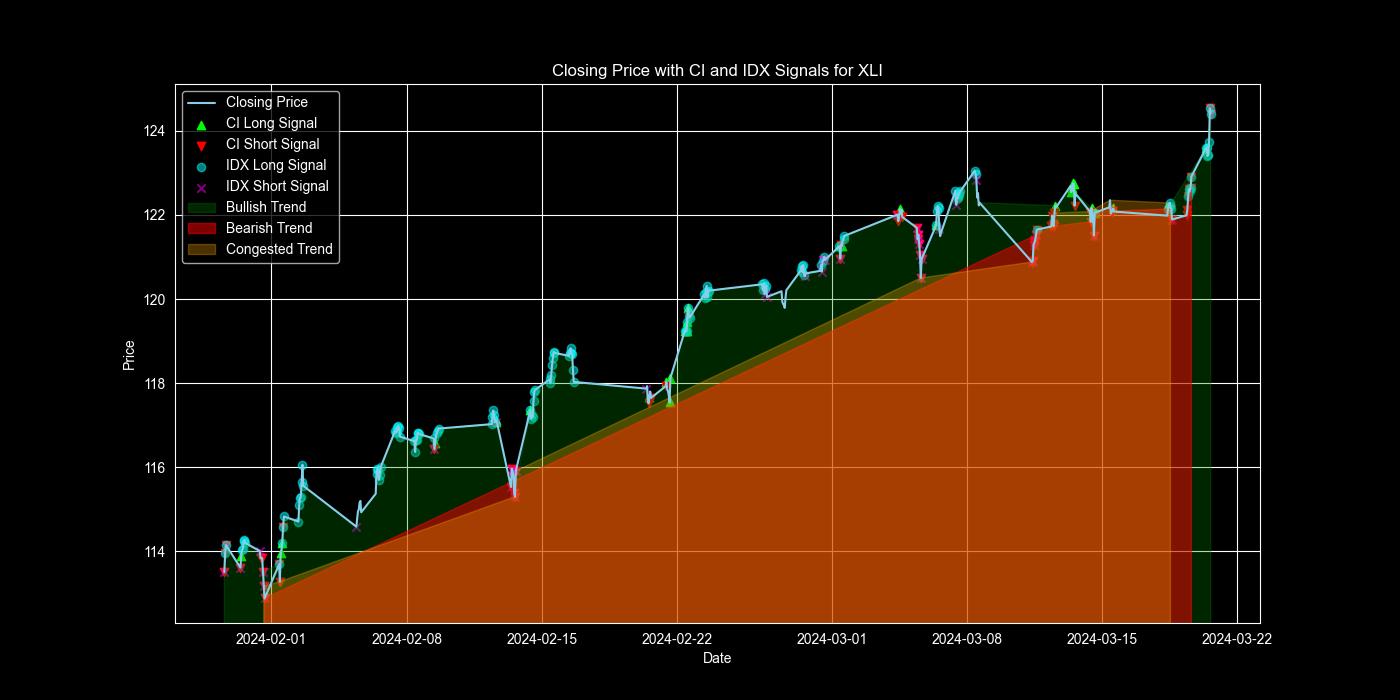 Closing Price with CI and IDX Signals for XLI
Closing Price
CI Long Signal
CI Short Signal
IDX Long Signal
IDX Short Signal
Bullish Trend
Bearish Trend
Congested Trend
124
122
120
118
116
114
Price
2024-02-01 2024-02-08 2024-02-15 2024-02-22 2024-03-01 2024-03-08 2024-03-15 2024-03-22
Date